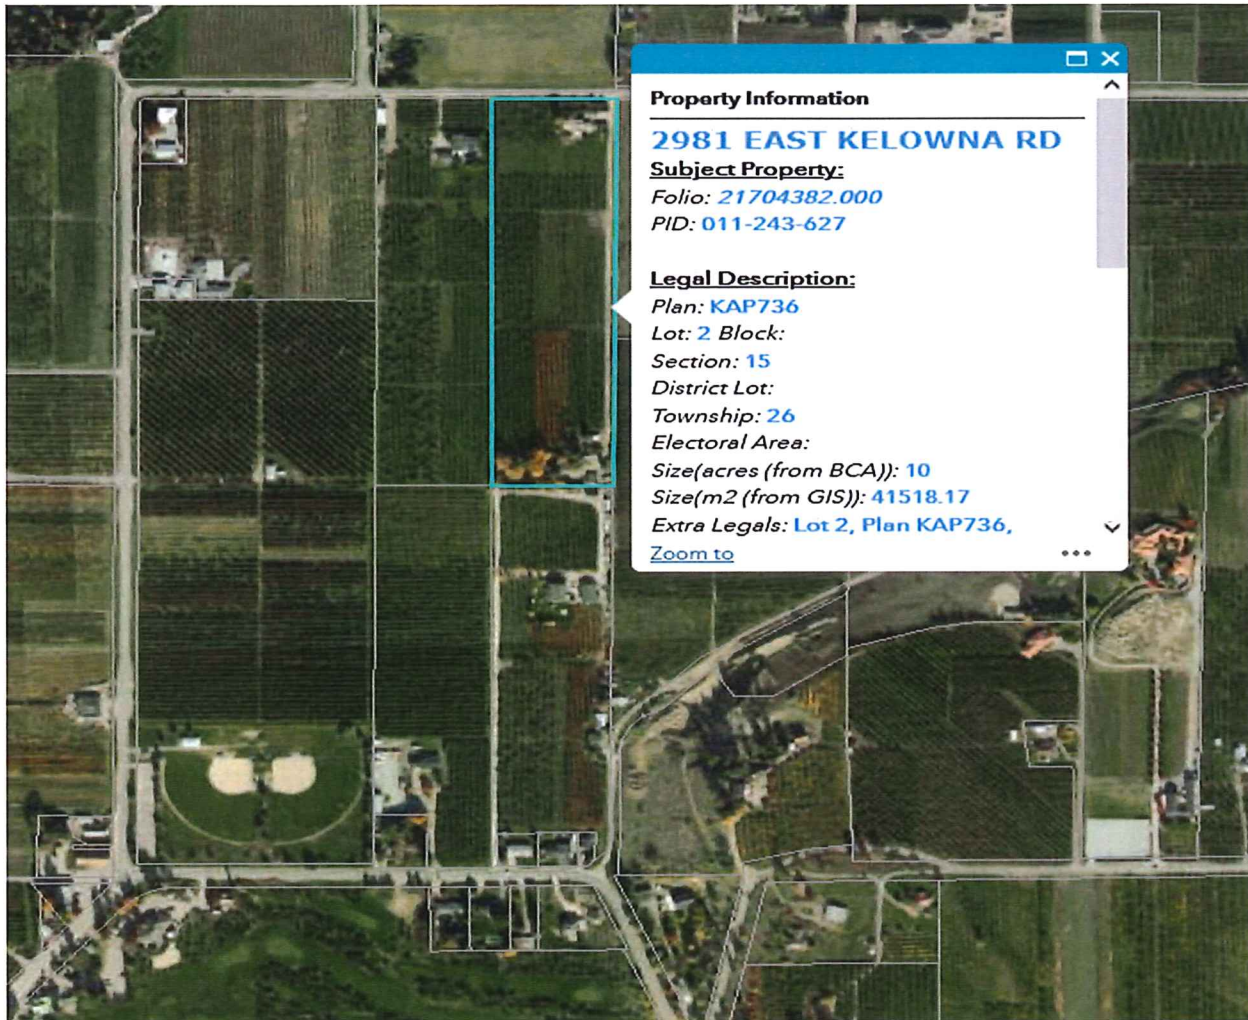 Property Information
2981 EAST KELOWNA RD
Subject Property:
Folio: 21704382.000
PID: 011-243-627
Legal Description:
Plan: KAP736
Lot: 2 Block:
Section: 15
District Lot:
Township: 26
Electoral Area:
Size(acres (from BCA)): 10
Size(m2 (from GIS)): 41518.17
Extra Legals: Lot 2, Plan KAP736,
Zoom to